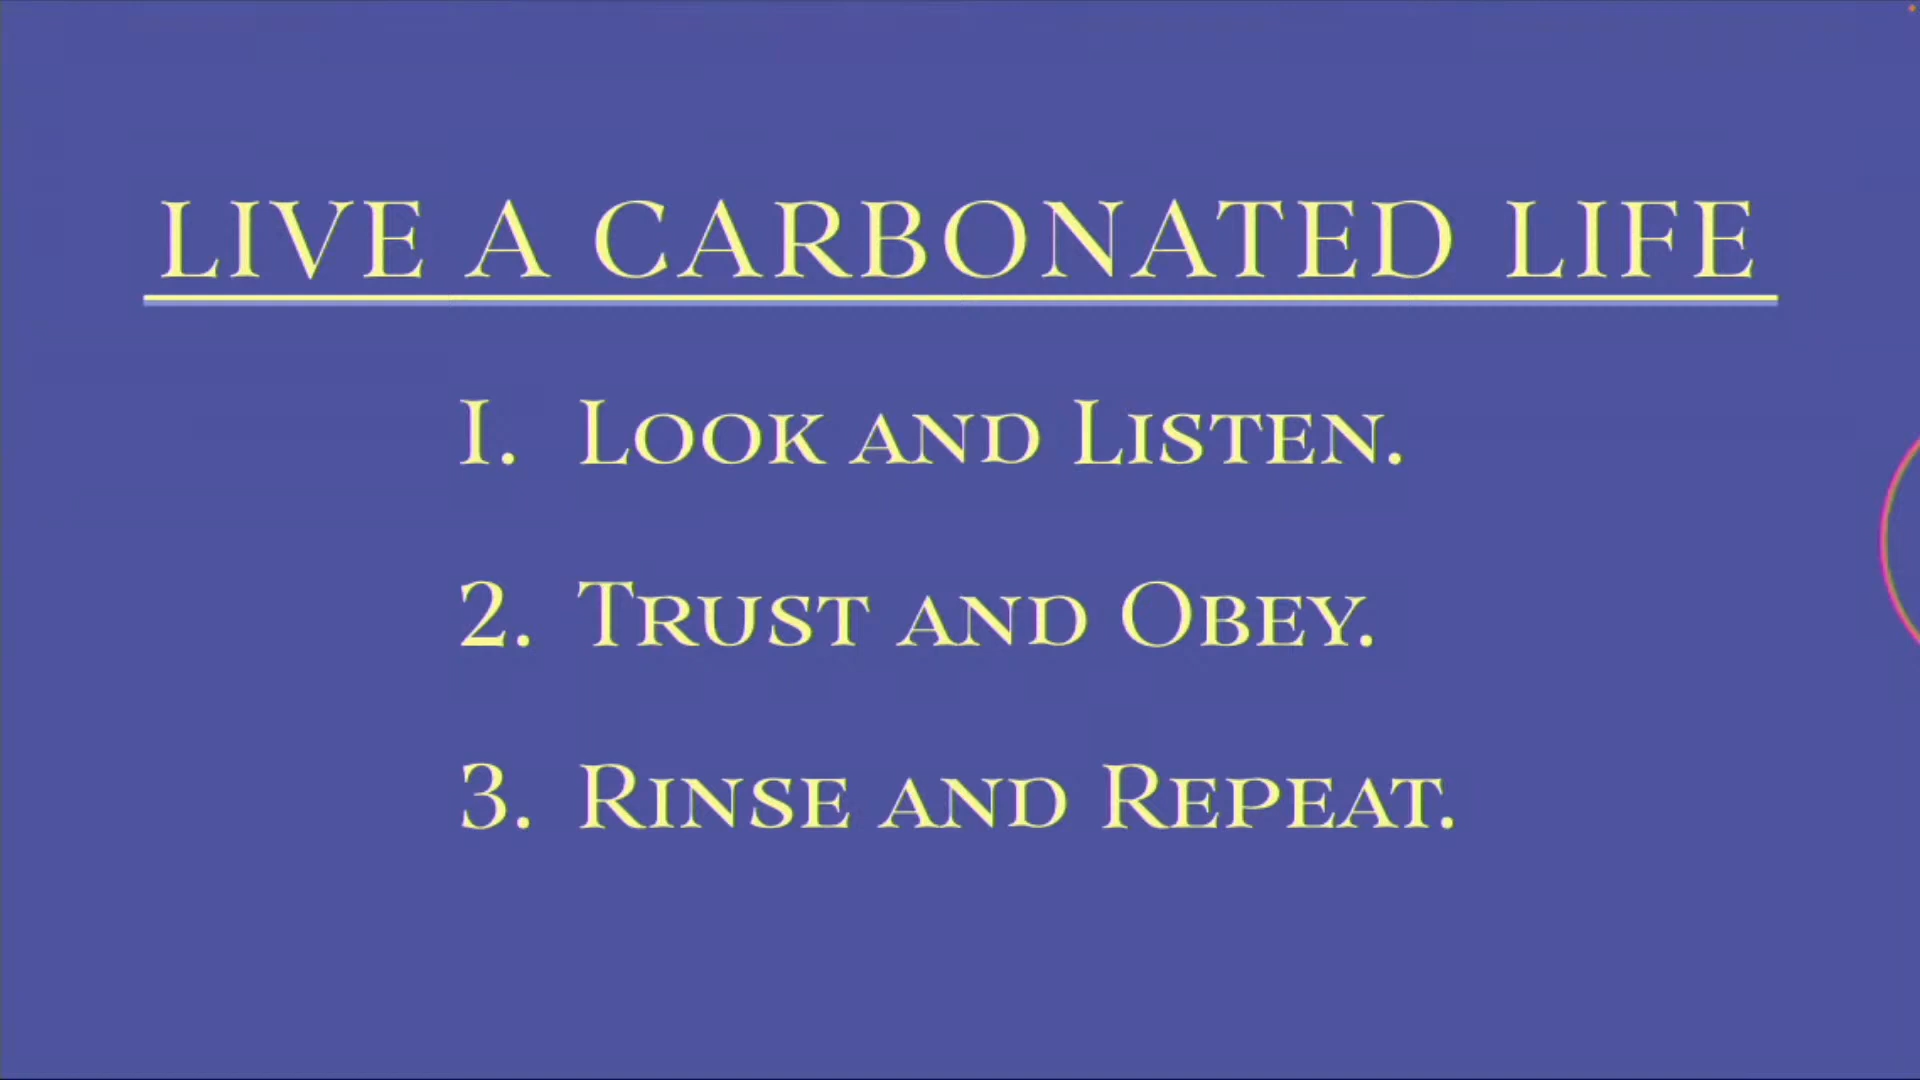 LIVE A CARBONATED LIFE
1. Look and Listen.
2. Trust and Obey.
3. Rinse and Repeat.